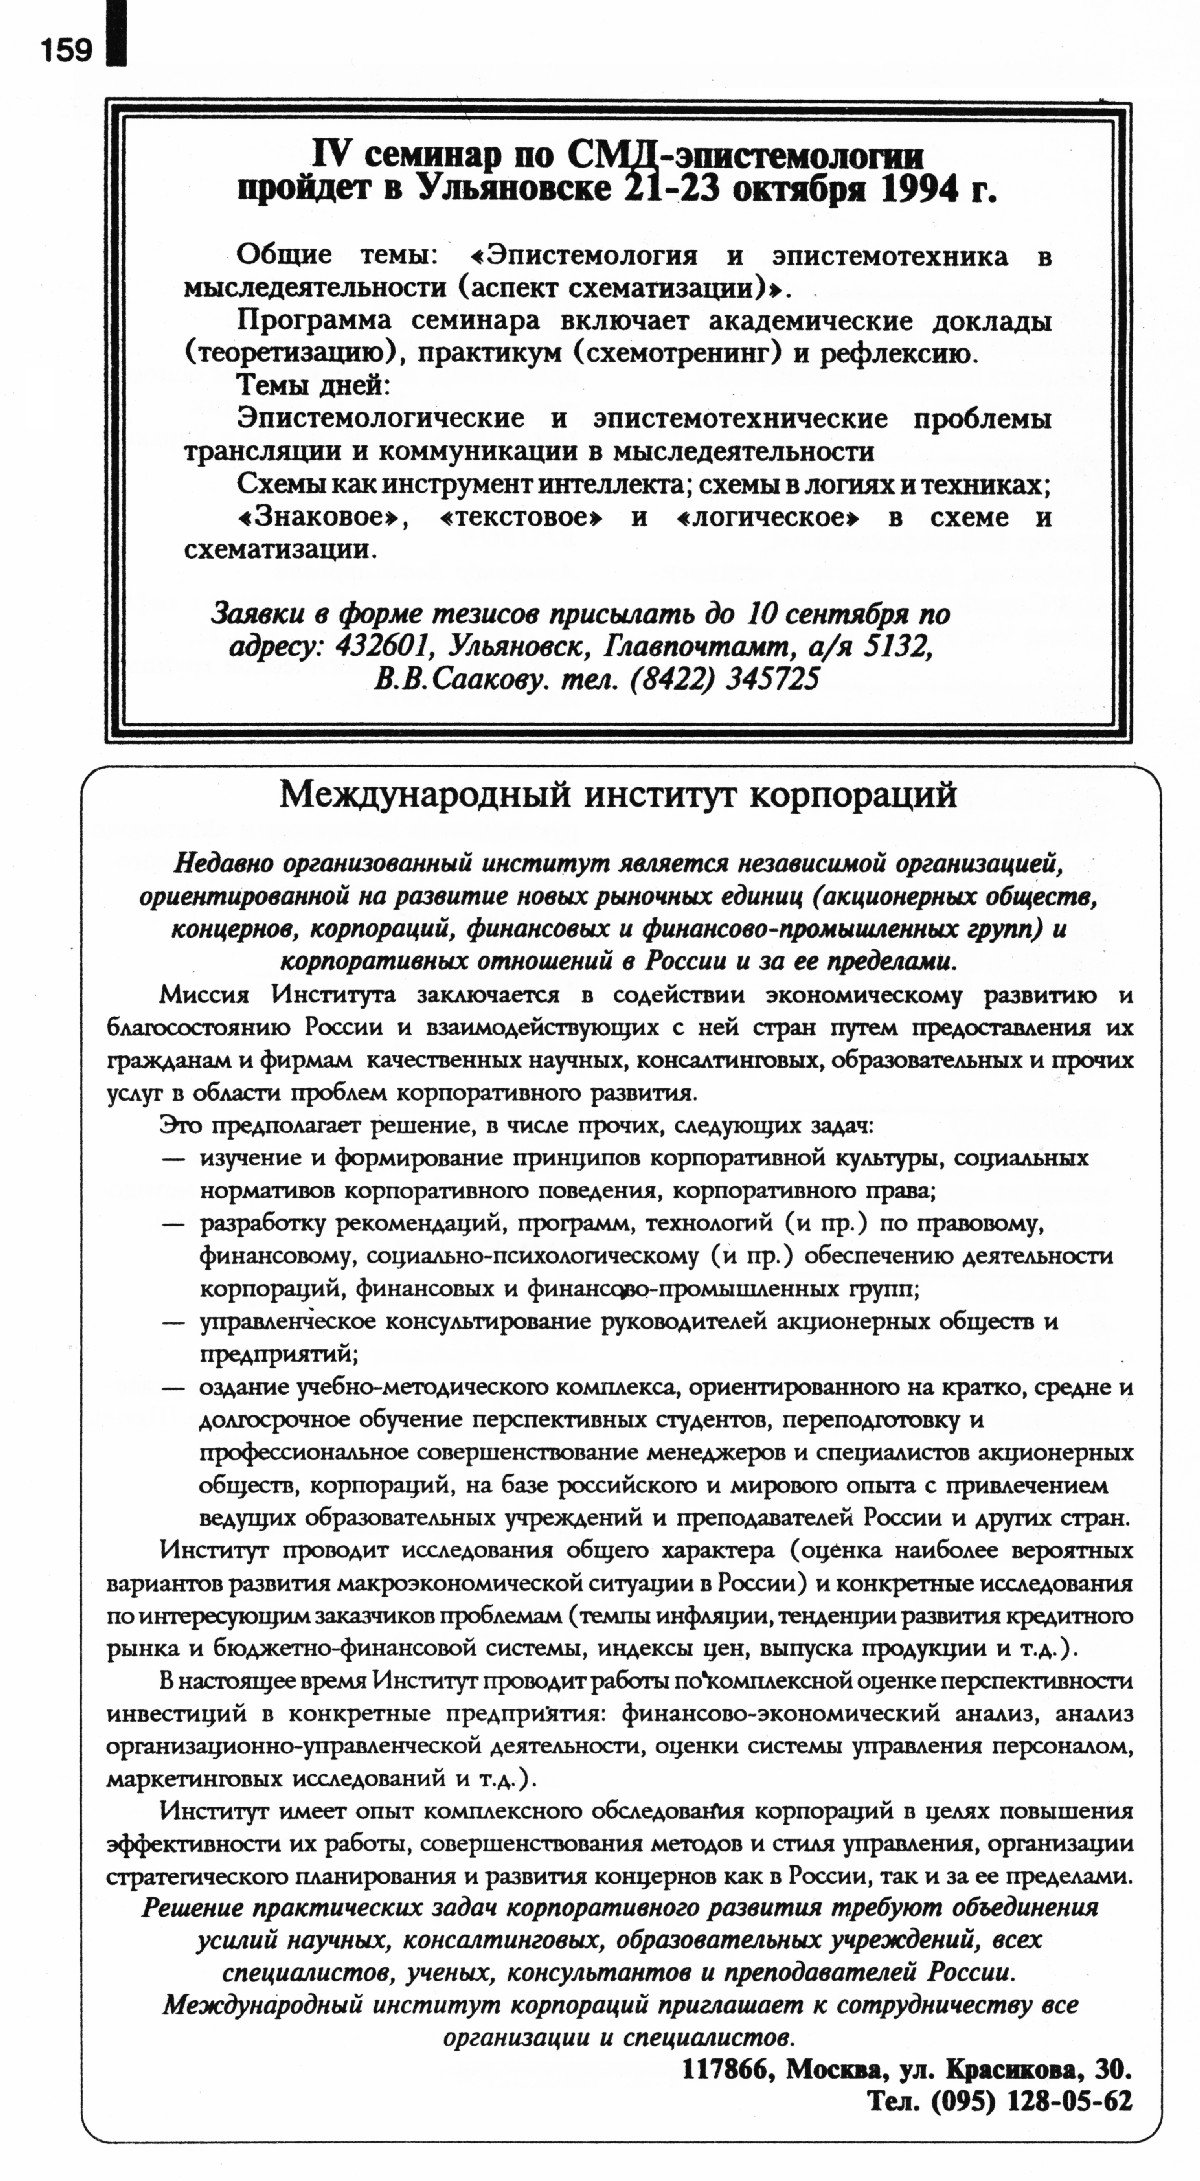 159
IV семинар по СМД-эпистемологии
пройдет в Ульяновске 21-23 октября 1994 г.
Общие темы: «Эпистемология и эпистемотехника в
мыследеятельности (аспект схематизации)».
Программа семинара включает академические доклады
(теоретизацию), практикум (схемотренинг) и рефлексию.
Темы дней:
Эпистемологические и эпистемотехнические проблемы
трансляции и коммуникации в мыследеятельности
Схемы как инструмент интеллекта; схемы в логиях и техниках;
«Знаковое», «текстовое» и «логическое» в схеме и
схематизации.
Заявки в форме тезисов присылать до 10 сентября по
адресу: 432601, Ульяновск, Главпочтамт, а/я 5132,
В.В.Саакову. тел. (8422) 345725
Международный институт корпораций
Недавно организованный институт является независимой организацией,
ориентированной на развитие новых рыночных единиц (акционерных обществ,
концернов, корпораций, финансовых и финансово-промышленных групп) и
корпоративных отношений в России и за ее пределами.
Миссия Института заключается в содействии экономическому развитию и
благосостоянию России и взаимодействующих с ней стран путем предоставления их
гражданам и фирмам качественных научных, консалтинговых, образовательных и прочих
услуг в области проблем корпоративного развития.
Это предполагает решение, в числе прочих, следующих задач:
— изучение и формирование принципов корпоративной культуры, социальных
нормативов корпоративного поведения, корпоративного права;
— разработку рекомендаций, программ, технологий (и пр.) по правовому,
финансовому, социально-психологическому (и пр.) обеспечению деятельности
корпораций, финансовых и финансово-промышленных групп;
— управленческое консультирование руководителей акционерных обществ и
предприятий;
— оздание учебно-методического комплекса, ориентированного на кратко, средне и
долгосрочное обучение перспективных студентов, переподготовку и
профессиональное совершенствование менеджеров и специалистов акционерных
обществ, корпораций, на базе российского и мирового опыта с привлечением
ведущих образовательных учреждений и преподавателей России и других стран.
Институт проводит исследования общего характера (оценка наиболее вероятных
вариантов развития макроэкономической ситуации в России) и конкретные исследования
по интересующим заказчиков проблемам (темпы инфляции, тенденции развития кредитного
рынка и бюджетно-финансовой системы, индексы цен, выпуска продукции и т.д.).
В настоящее время Институт проводит работы по комплексной оценке перспективности
инвестиций в конкретные предприятия: финансово-экономический анализ, анализ
организационно-управленческой деятельности, оценки системы управления персоналом,
маркетинговых исследований и т.д.).
Институт имеет опыт комплексного обследования корпораций в целях повышения
эффективности их работы, совершенствования методов и стиля управления, организации
стратегического планирования и развития концернов как в России, так и за ее пределами.
Решение практических задач корпоративного развития требуют объединения
усилий научных, консалтинговых, образовательных учреждений, всех
специалистов, ученых, консультантов и преподавателей России.
Международный институт корпораций приглашает к сотрудничеству все
организации и специалистов.
117866, Москва, ул. Красикова, 30.
Тел. (095) 128-05-62